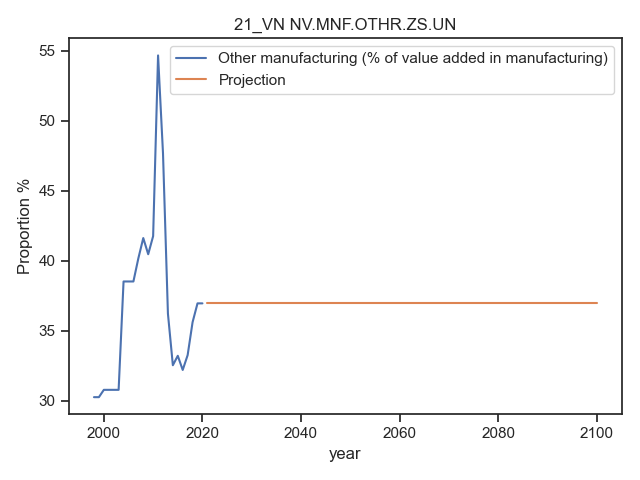 21_VN NV.MNF.OTHR.ZS.UN
Other manufacturing (% of value added in manufacturing)
Projection
Proportion %
55
50
45
40
35
30
2000
2020
2040
2060
2080
2100
year